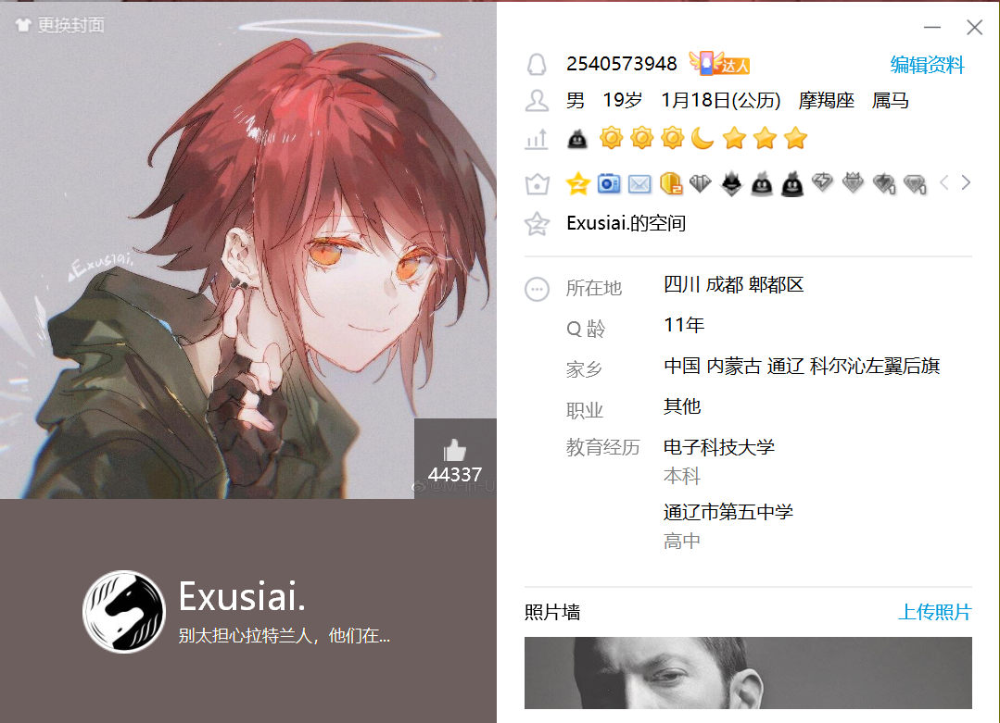 更换封面
Exusiai.
44337
Exusiai.
别太担心拉特兰人，他们在...
2540573948 达人 编辑资料
男 19岁 1月18日(公历) 摩羯座 属马
Exusiai.的空间
所在地 四川 成都 郫都区
Q 龄 11年
家乡 中国 内蒙古 通辽 科尔沁左翼后旗
职业 其他
教育经历 电子科技大学
本科
通辽市第五中学
高中
照片墙 上传照片